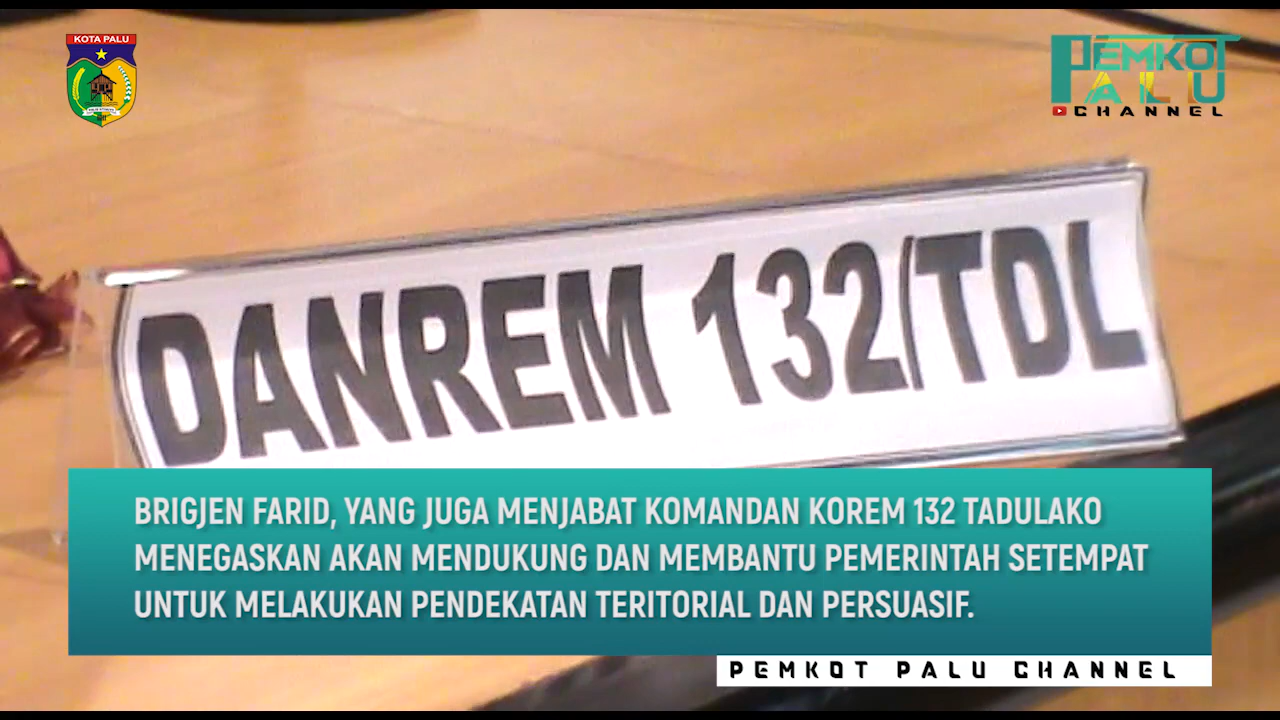 KOTA PALU
PEMKOT
PALU
CHANNEL
DANREM 132/TDL
BRIGJEN FARID, YANG JUGA MENJABAT KOMANDAN KOREM 132 TADULAKO
MENEGASKAN AKAN MENDUKUNG DAN MEMBANTU PEMERINTAH SETEMPAT
UNTUK MELAKUKAN PENDEKATAN TERITORIAL DAN PERSUASIF.
PEMKOT PALU CHANNEL